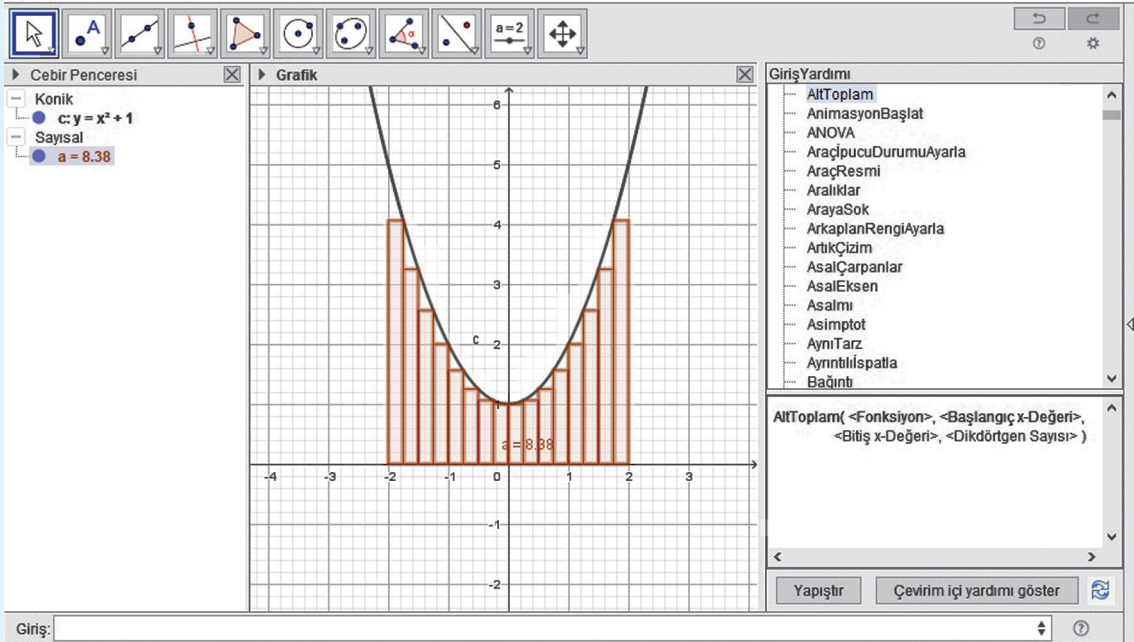 A
α
a = 2
Cebir Penceresi
Konik
c: y = x² + 1
Sayısal
a = 8.38
Grafik
6
5
4
3
2
1
c
a = 8.38
-4 -3 -2 -1 0 1 2 3
-1
-2
GirişYardımı
AltToplam
AnimasyonBaşlat
ANOVA
AraçİpucuDurumuAyarla
AraçResmi
Aralıklar
ArayaSok
ArkaplanRengiAyarla
ArtıkÇizim
AsalÇarpanlar
AsalEksen
Asalmı
Asimptot
AynıTarz
Ayrıntılıİspatla
Bağıntı
AltToplam( <Fonksiyon>, <Başlangıç x-Değeri>,
<Bitiş x-Değeri>, <Dikdörtgen Sayısı> )
Yapıştır
Çevirim içi yardımı göster
Giriş: